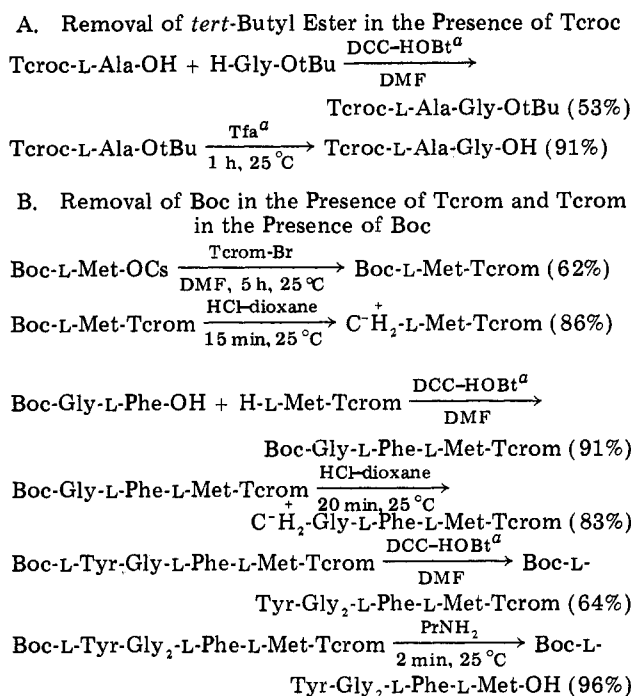 A. Removal of tert-Butyl Ester in the Presence of Tcroc
Tcroc-L-Ala-OH + H-Gly-OtBu DCC-HOBtᵃ DMF →
Tcroc-L-Ala-Gly-OtBu (53%)
Tcroc-L-Ala-OtBu Tfaᵃ 1 h, 25 °C → Tcroc-L-Ala-Gly-OH (91%)
B. Removal of Boc in the Presence of Tcrom and Tcrom
in the Presence of Boc
Boc-L-Met-OCs Tcrom-Br DMF, 5 h, 25 °C → Boc-L-Met-Tcrom (62%)
Boc-L-Met-Tcrom HCl-dioxane 15 min, 25 °C → C⁻H₂⁺-L-Met-Tcrom (86%)
Boc-Gly-L-Phe-OH + H-L-Met-Tcrom DCC-HOBtᵃ DMF →
Boc-Gly-L-Phe-L-Met-Tcrom (91%)
Boc-Gly-L-Phe-L-Met-Tcrom HCl-dioxane 20 min, 25 °C →
C⁻H₂⁺-Gly-L-Phe-L-Met-Tcrom (83%)
Boc-L-Tyr-Gly-L-Phe-L-Met-Tcrom DCC-HOBtᵃ DMF → Boc-L-
Tyr-Gly₂-L-Phe-L-Met-Tcrom (64%)
Boc-L-Tyr-Gly₂-L-Phe-L-Met-Tcrom PrNH₂ 2 min, 25 °C → Boc-L-
Tyr-Gly₂-L-Phe-L-Met-OH (96%)